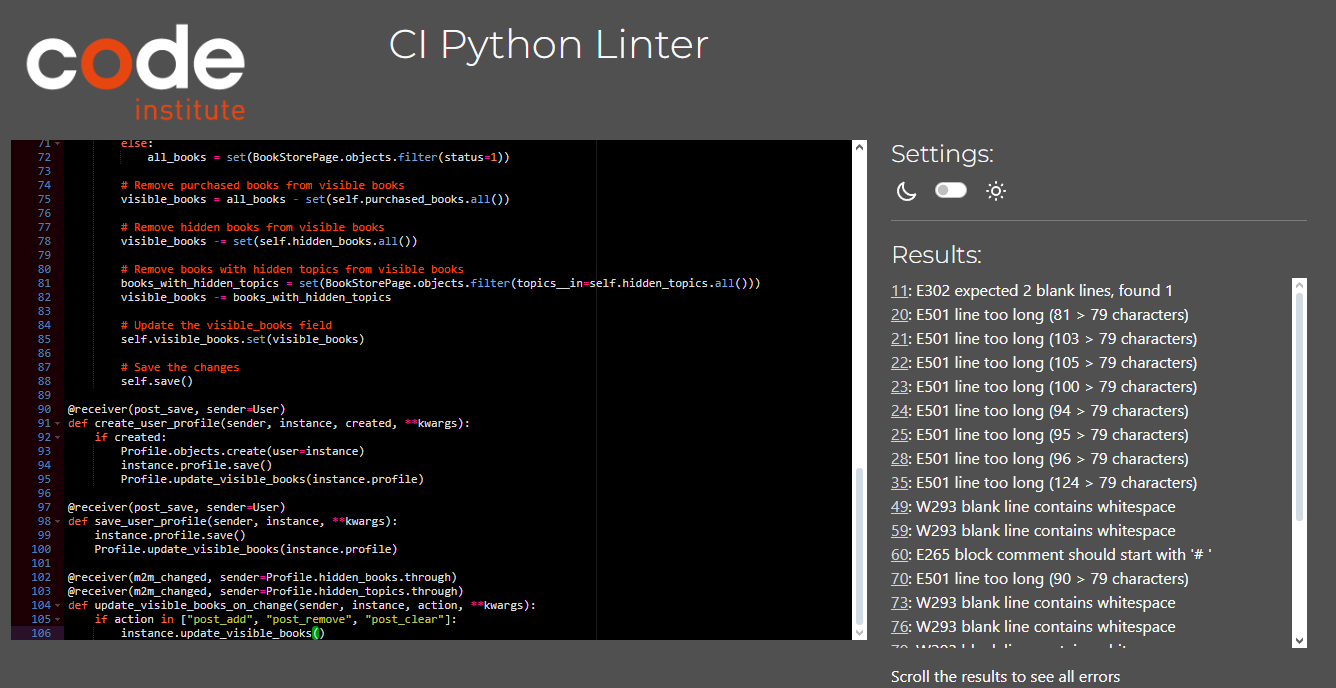 code
institute
CI Python Linter
71 else:
72 all_books = set(BookStorePage.objects.filter(status=1))
73
74 # Remove purchased books from visible books
75 visible_books = all_books - set(self.purchased_books.all())
76
77 # Remove hidden books from visible books
78 visible_books -= set(self.hidden_books.all())
79
80 # Remove books with hidden topics from visible books
81 books_with_hidden_topics = set(BookStorePage.objects.filter(topics__in=self.hidden_topics.all()))
82 visible_books -= books_with_hidden_topics
83
84 # Update the visible_books field
85 self.visible_books.set(visible_books)
86
87 # Save the changes
88 self.save()
89
90 @receiver(post_save, sender=User)
91 def create_user_profile(sender, instance, created, **kwargs):
92 if created:
93 Profile.objects.create(user=instance)
94 instance.profile.save()
95 Profile.update_visible_books(instance.profile)
96
97 @receiver(post_save, sender=User)
98 def save_user_profile(sender, instance, **kwargs):
99 instance.profile.save()
100 Profile.update_visible_books(instance.profile)
101
102 @receiver(m2m_changed, sender=Profile.hidden_books.through)
103 @receiver(m2m_changed, sender=Profile.hidden_topics.through)
104 def update_visible_books_on_change(sender, instance, action, **kwargs):
105 if action in ["post_add", "post_remove", "post_clear"]:
106 instance.update_visible_books()
Settings:
Results:
11: E302 expected 2 blank lines, found 1
20: E501 line too long (81 > 79 characters)
21: E501 line too long (103 > 79 characters)
22: E501 line too long (105 > 79 characters)
23: E501 line too long (100 > 79 characters)
24: E501 line too long (94 > 79 characters)
25: E501 line too long (95 > 79 characters)
28: E501 line too long (96 > 79 characters)
35: E501 line too long (124 > 79 characters)
49: W293 blank line contains whitespace
59: W293 blank line contains whitespace
60: E265 block comment should start with '# '
70: E501 line too long (90 > 79 characters)
73: W293 blank line contains whitespace
76: W293 blank line contains whitespace
Scroll the results to see all errors